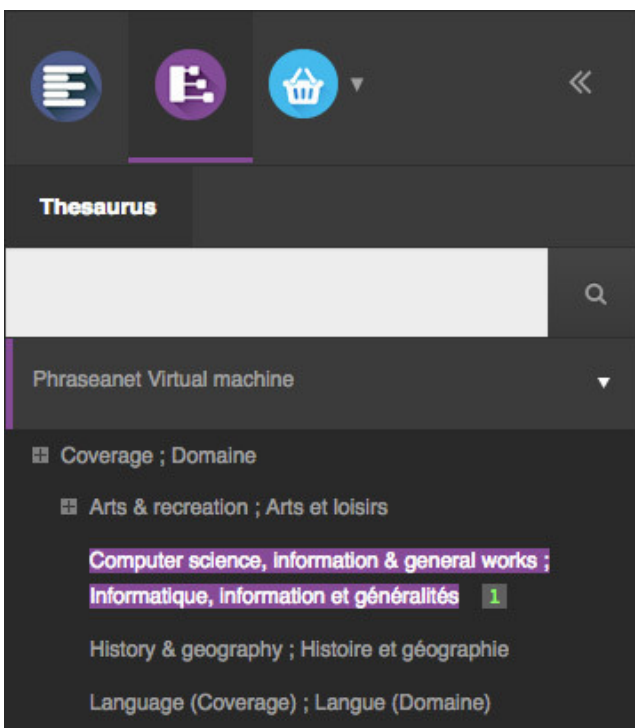 Thesaurus
Phraseanet Virtual machine
Coverage ; Domaine
Arts & recreation ; Arts et loisirs
Computer science, information & general works ;
Informatique, information et généralités 1
History & geography ; Histoire et géographie
Language (Coverage) ; Langue (Domaine)